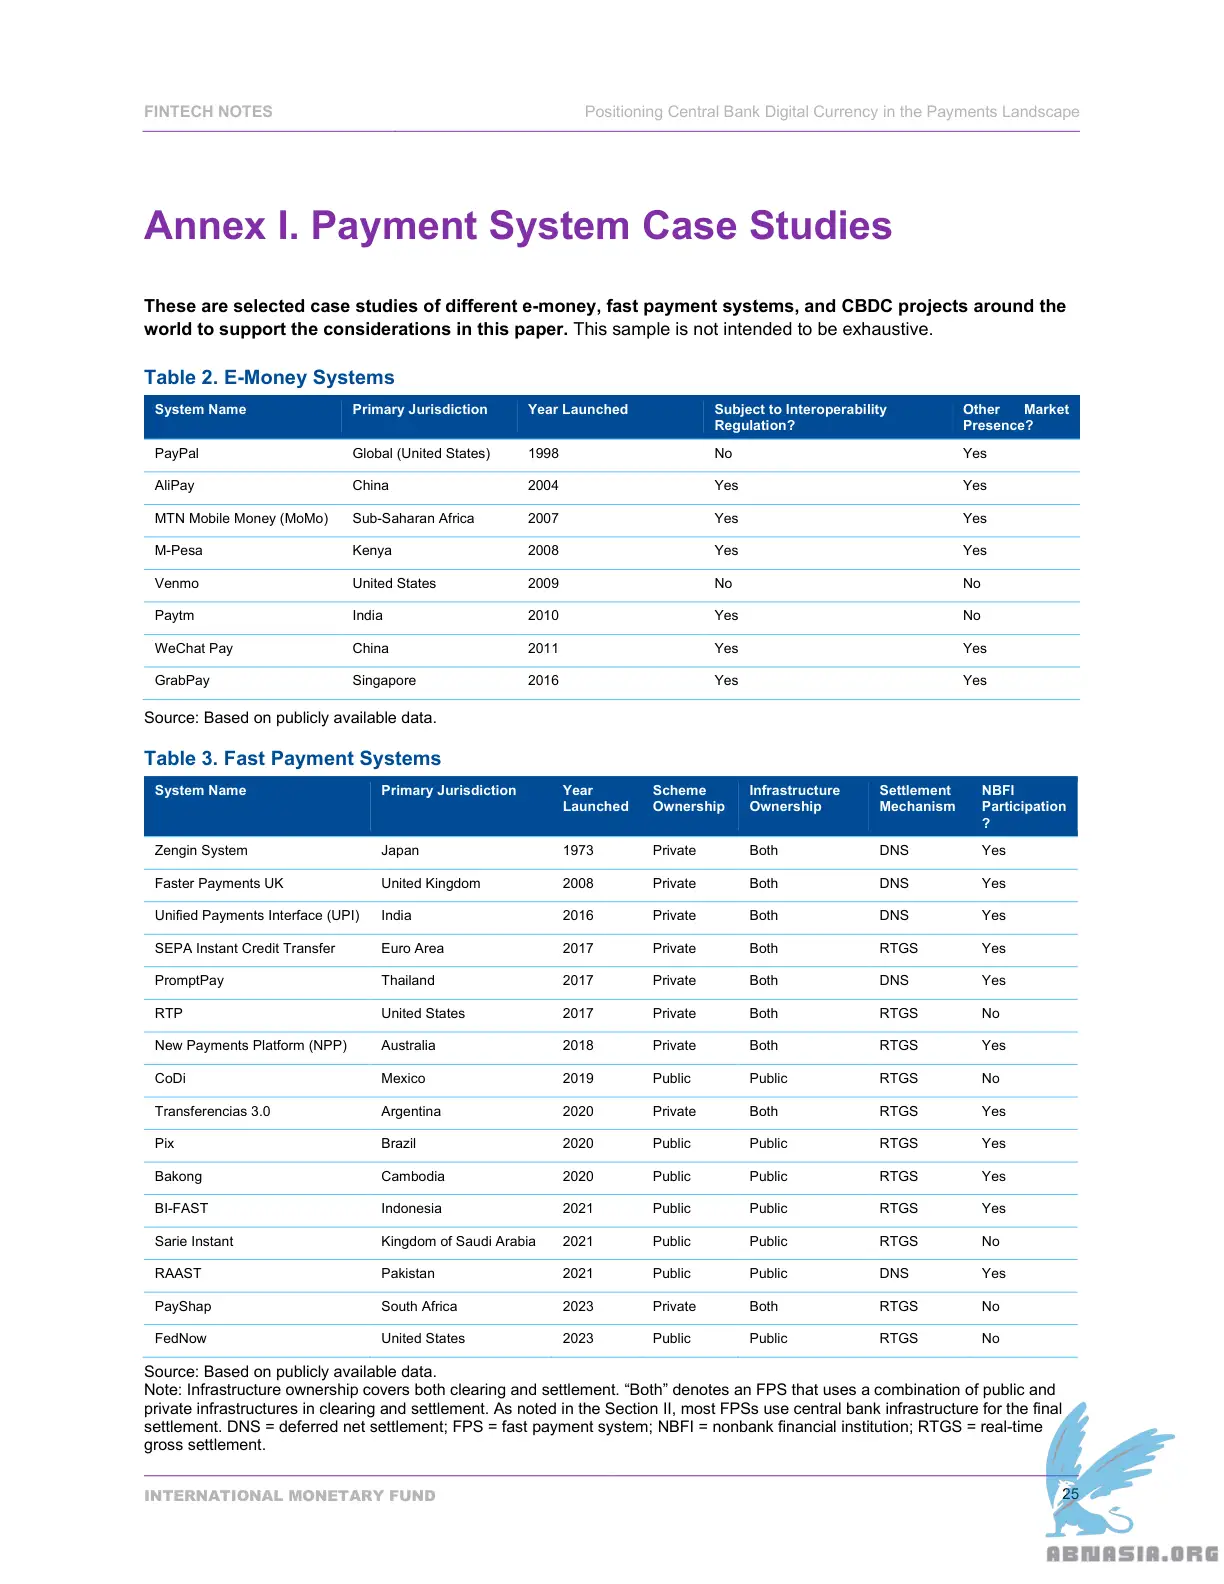 FINTECH NOTES Positioning Central Bank Digital Currency in the Payments Landscape
Annex I. Payment System Case Studies
These are selected case studies of different e-money, fast payment systems, and CBDC projects around the
world to support the considerations in this paper. This sample is not intended to be exhaustive.
Table 2. E-Money Systems
System Name Primary Jurisdiction Year Launched Subject to Interoperability Other Market
Regulation? Presence?
PayPal Global (United States) 1998 No Yes
AliPay China 2004 Yes Yes
MTN Mobile Money (MoMo) Sub-Saharan Africa 2007 Yes Yes
M-Pesa Kenya 2008 Yes Yes
Venmo United States 2009 No No
Paytm India 2010 Yes No
WeChat Pay China 2011 Yes Yes
GrabPay Singapore 2016 Yes Yes
Source: Based on publicly available data.
Table 3. Fast Payment Systems
System Name Primary Jurisdiction Year Scheme Infrastructure Settlement NBFI
Launched Ownership Ownership Mechanism Participation
?
Zengin System Japan 1973 Private Both DNS Yes
Faster Payments UK United Kingdom 2008 Private Both DNS Yes
Unified Payments Interface (UPI) India 2016 Private Both DNS Yes
SEPA Instant Credit Transfer Euro Area 2017 Private Both RTGS Yes
PromptPay Thailand 2017 Private Both DNS Yes
RTP United States 2017 Private Both RTGS No
New Payments Platform (NPP) Australia 2018 Private Both RTGS Yes
CoDi Mexico 2019 Public Public RTGS No
Transferencias 3.0 Argentina 2020 Private Both RTGS Yes
Pix Brazil 2020 Public Public RTGS Yes
Bakong Cambodia 2020 Public Public RTGS Yes
BI-FAST Indonesia 2021 Public Public RTGS Yes
Sarie Instant Kingdom of Saudi Arabia 2021 Public Public RTGS No
RAAST Pakistan 2021 Public Public DNS Yes
PayShap South Africa 2023 Private Both RTGS No
FedNow United States 2023 Public Public RTGS No
Source: Based on publicly available data.
Note: Infrastructure ownership covers both clearing and settlement. “Both” denotes an FPS that uses a combination of public and
private infrastructures in clearing and settlement. As noted in the Section II, most FPSs use central bank infrastructure for the final
settlement. DNS = deferred net settlement; FPS = fast payment system; NBFI = nonbank financial institution; RTGS = real-time
gross settlement.
INTERNATIONAL MONETARY FUND 25
ABNASIA.ORG